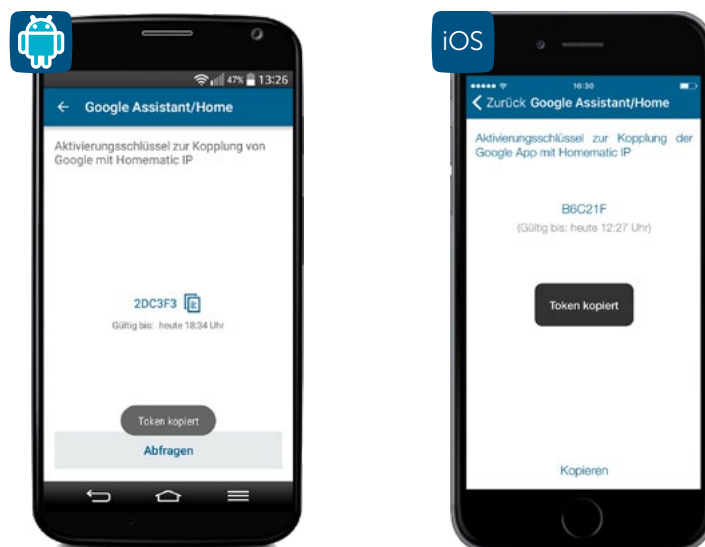 47% 13:26
Google Assistant/Home
Aktivierungsschlüssel zur Kopplung von
Google mit Homematic IP
2DC3F3
Gültig bis: heute 18:34 Uhr
Token kopiert
Abfragen
iOS
16:30
Zurück Google Assistant/Home
Aktivierungsschlüssel zur Kopplung der
Google App mit Homematic IP
B6C21F
(Gültig bis: heute 12:27 Uhr)
Token kopiert
Kopieren